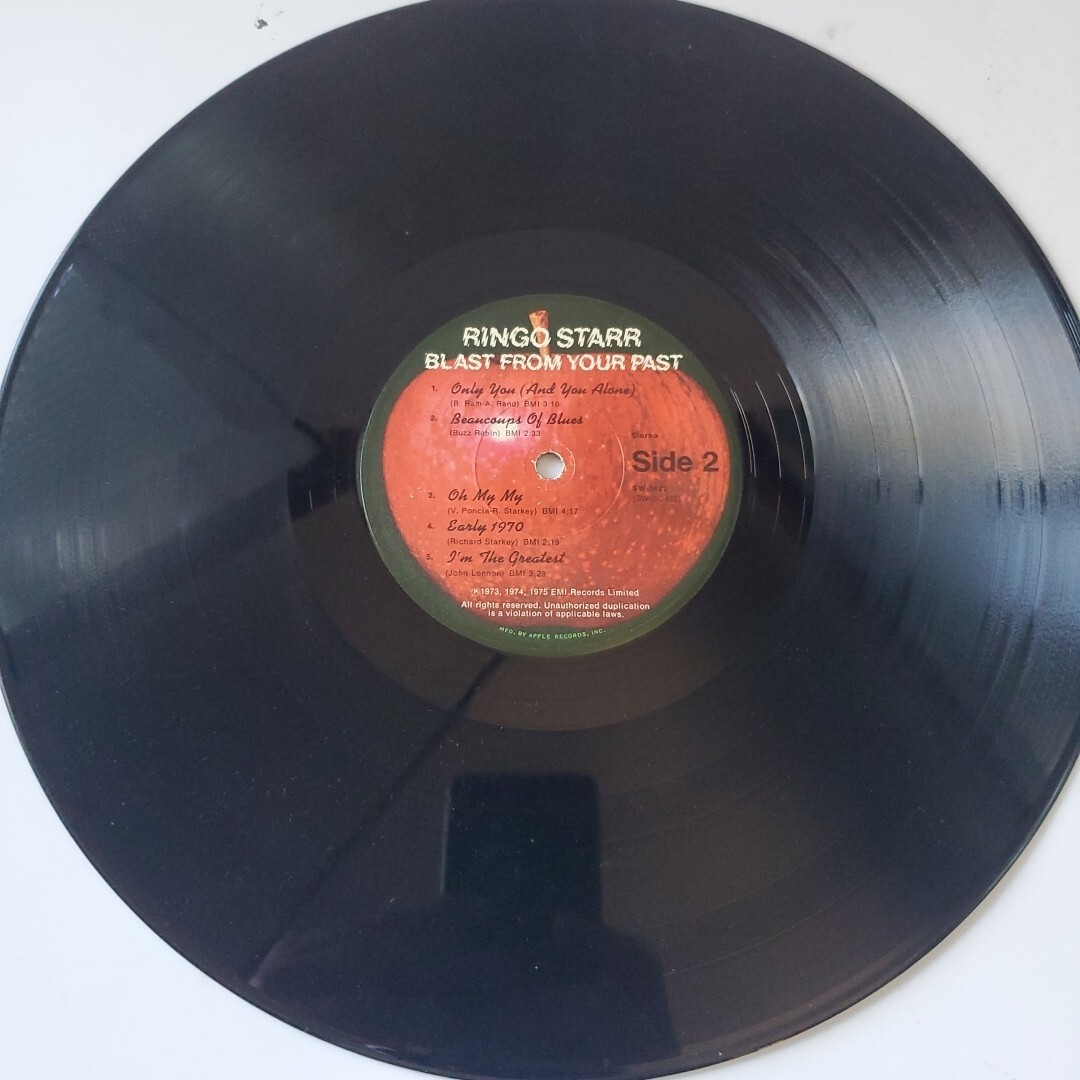 RINGO STARR
BLAST FROM YOUR PAST
1. Only You (And You Alone)
(B. Ram-A. Rand) BMI 3:16
2. Beaucoups Of Blues
(Buzz Rabin) BMI 2:33
Stereo
Side 2
SW-3422
3. Oh My My
(V. Poncia-R. Starkey) BMI 4:17
4. Early 1970
(Richard Starkey) BMI 2:19
5. I'm The Greatest
(John Lennon) BMI 3:23
℗ 1973, 1974, 1975 EMI Records Limited
All rights reserved. Unauthorized duplication
is a violation of applicable laws.
MFD. BY APPLE RECORDS, INC.